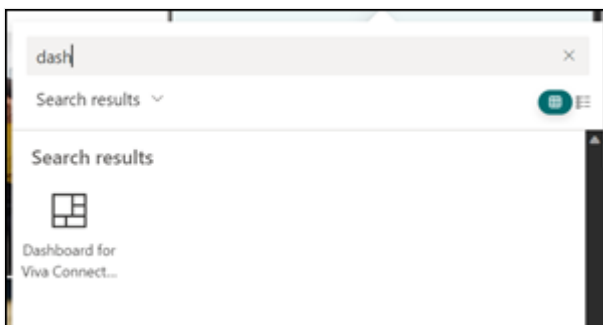 dash
Search results
Search results
Dashboard for
Viva Connect...